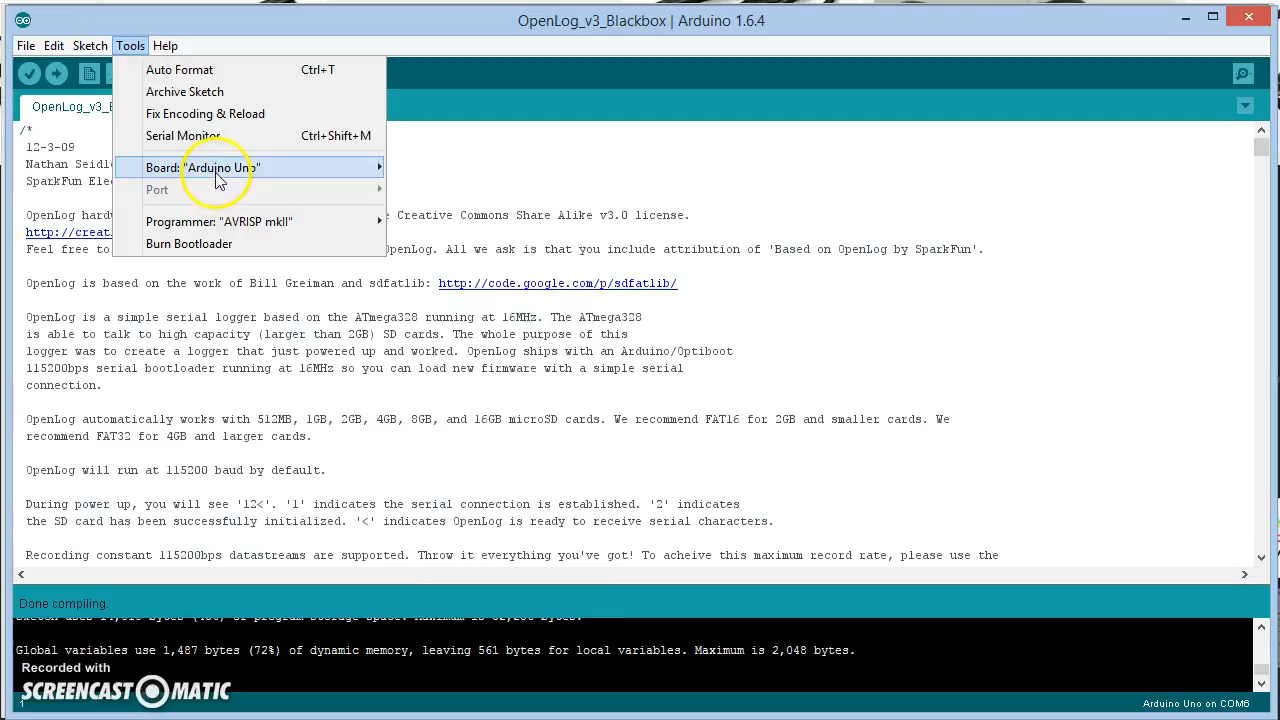 OpenLog_v3_Blackbox | Arduino 1.6.4
File Edit Sketch Tools Help
Auto Format Ctrl+T
Archive Sketch
Fix Encoding & Reload
Serial Monitor Ctrl+Shift+M
Board: "Arduino Uno"
Port
Programmer: "AVRISP mkII"
Burn Bootloader
OpenLog_v3_B
/*
12-3-09
Nathan Seidl
SparkFun Ele
OpenLog hard e Creative Commons Share Alike v3.0 license.
http://creat
Feel free to OpenLog. All we ask is that you include attribution of 'Based on OpenLog by SparkFun'.
OpenLog is based on the work of Bill Greiman and sdfatlib: http://code.google.com/p/sdfatlib/
OpenLog is a simple serial logger based on the ATmega328 running at 16MHz. The ATmega328
is able to talk to high capacity (larger than 2GB) SD cards. The whole purpose of this
logger was to create a logger that just powered up and worked. OpenLog ships with an Arduino/Optiboot
115200bps serial bootloader running at 16MHz so you can load new firmware with a simple serial
connection.
OpenLog automatically works with 512MB, 1GB, 2GB, 4GB, 8GB, and 16GB microSD cards. We recommend FAT16 for 2GB and smaller cards. We
recommend FAT32 for 4GB and larger cards.
OpenLog will run at 115200 baud by default.
During power up, you will see '12<'. '1' indicates the serial connection is established. '2' indicates
the SD card has been successfully initialized. '<' indicates OpenLog is ready to receive serial characters.
Recording constant 115200bps datastreams are supported. Throw it everything you've got! To acheive this maximum record rate, please use the
Done compiling.
bytes of program storage space. Maximum is bytes.
Global variables use 1,487 bytes (72%) of dynamic memory, leaving 561 bytes for local variables. Maximum is 2,048 bytes.
Recorded with
SCREENCAST-O-MATIC
1 Arduino Uno on COM6